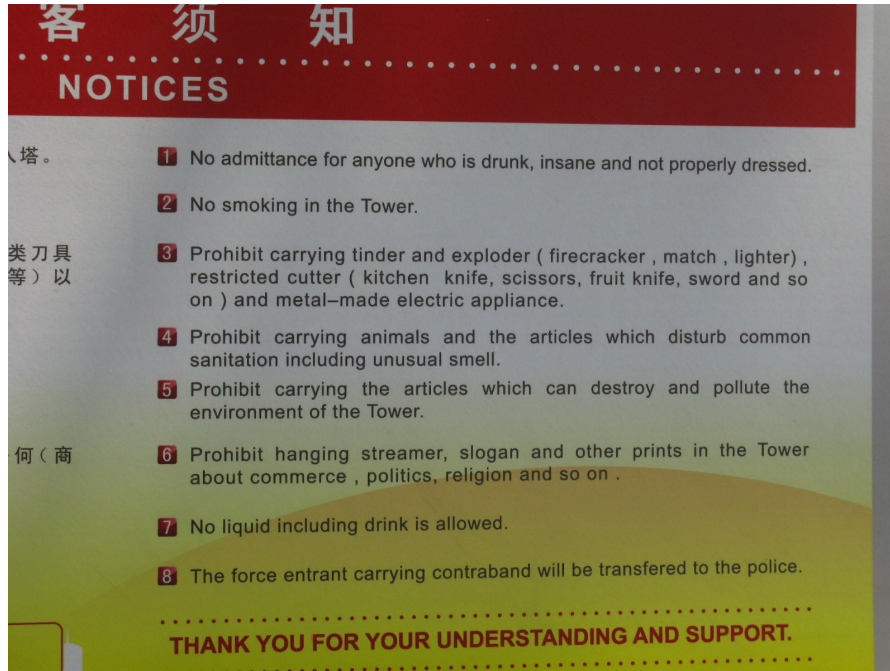 客须知
NOTICES
入塔。
1 No admittance for anyone who is drunk, insane and not properly dressed.
2 No smoking in the Tower.
类刀具
等）以
3 Prohibit carrying tinder and exploder ( firecracker , match , lighter) ,
restricted cutter ( kitchen knife, scissors, fruit knife, sword and so
on ) and metal–made electric appliance.
4 Prohibit carrying animals and the articles which disturb common
sanitation including unusual smell.
5 Prohibit carrying the articles which can destroy and pollute the
environment of the Tower.
何（商
6 Prohibit hanging streamer, slogan and other prints in the Tower
about commerce , politics, religion and so on .
7 No liquid including drink is allowed.
8 The force entrant carrying contraband will be transfered to the police.
THANK YOU FOR YOUR UNDERSTANDING AND SUPPORT.